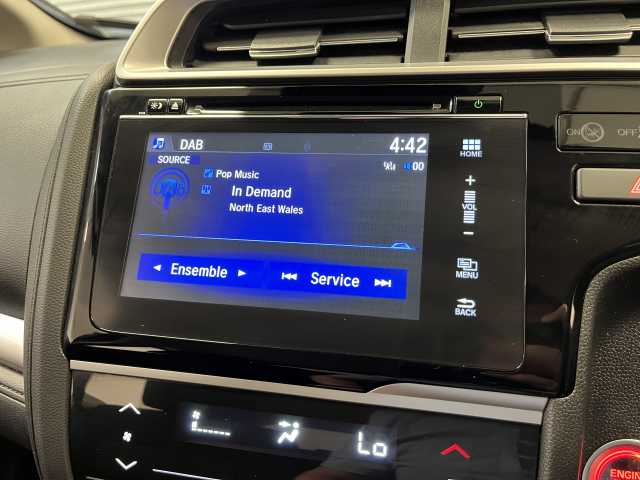 DAB 4:42
SOURCE 00
Pop Music
In Demand
North East Wales
Ensemble Service
HOME
+
VOL
-
MENU
BACK
ON OFF
Lo
ENGIN